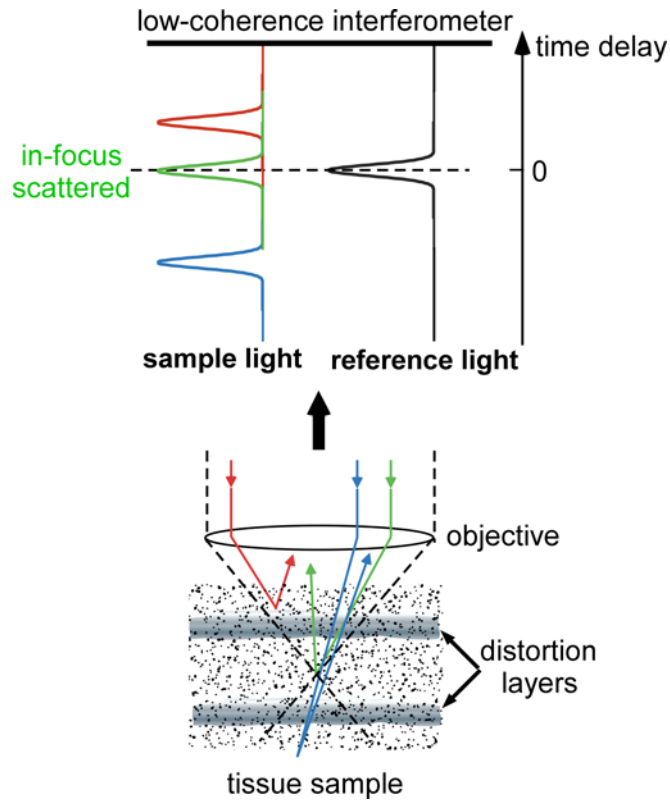 low-coherence interferometer
time delay
in-focus
scattered
0
sample light
reference light
objective
distortion
layers
tissue sample